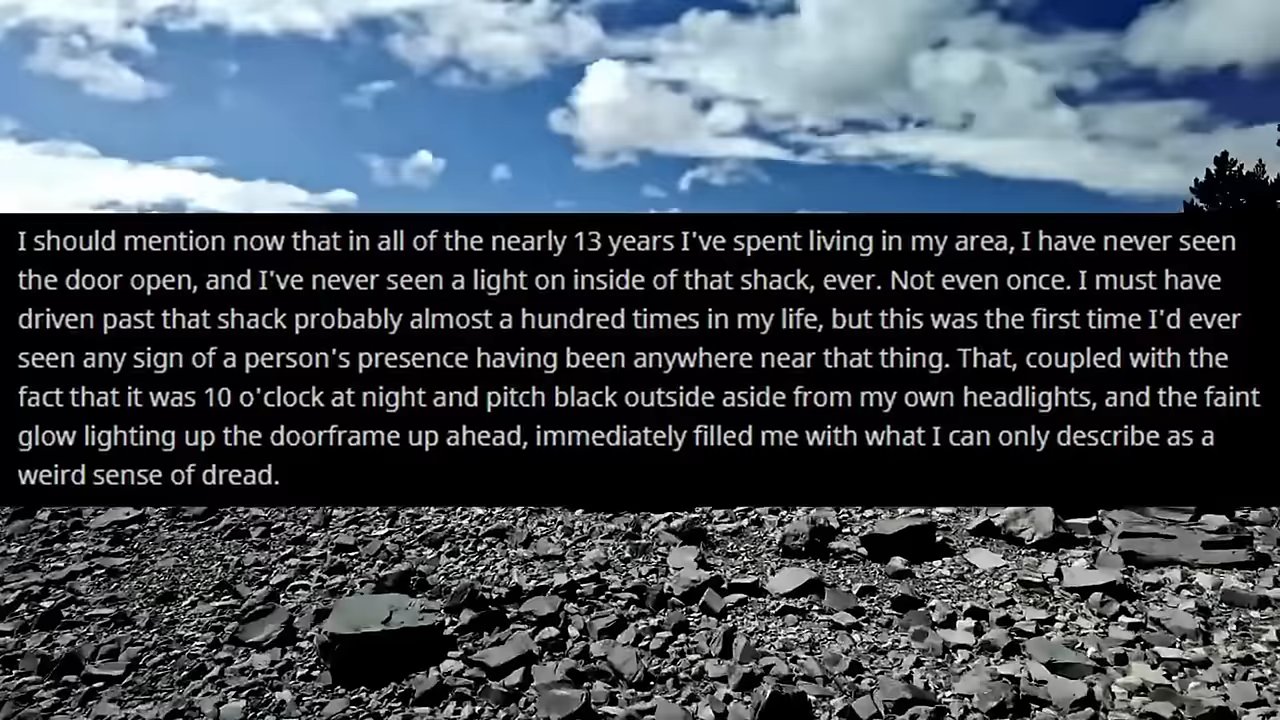 I should mention now that in all of the nearly 13 years I've spent living in my area, I have never seen
the door open, and I've never seen a light on inside of that shack, ever. Not even once. I must have
driven past that shack probably almost a hundred times in my life, but this was the first time I'd ever
seen any sign of a person's presence having been anywhere near that thing. That, coupled with the
fact that it was 10 o'clock at night and pitch black outside aside from my own headlights, and the faint
glow lighting up the doorframe up ahead, immediately filled me with what I can only describe as a
weird sense of dread.